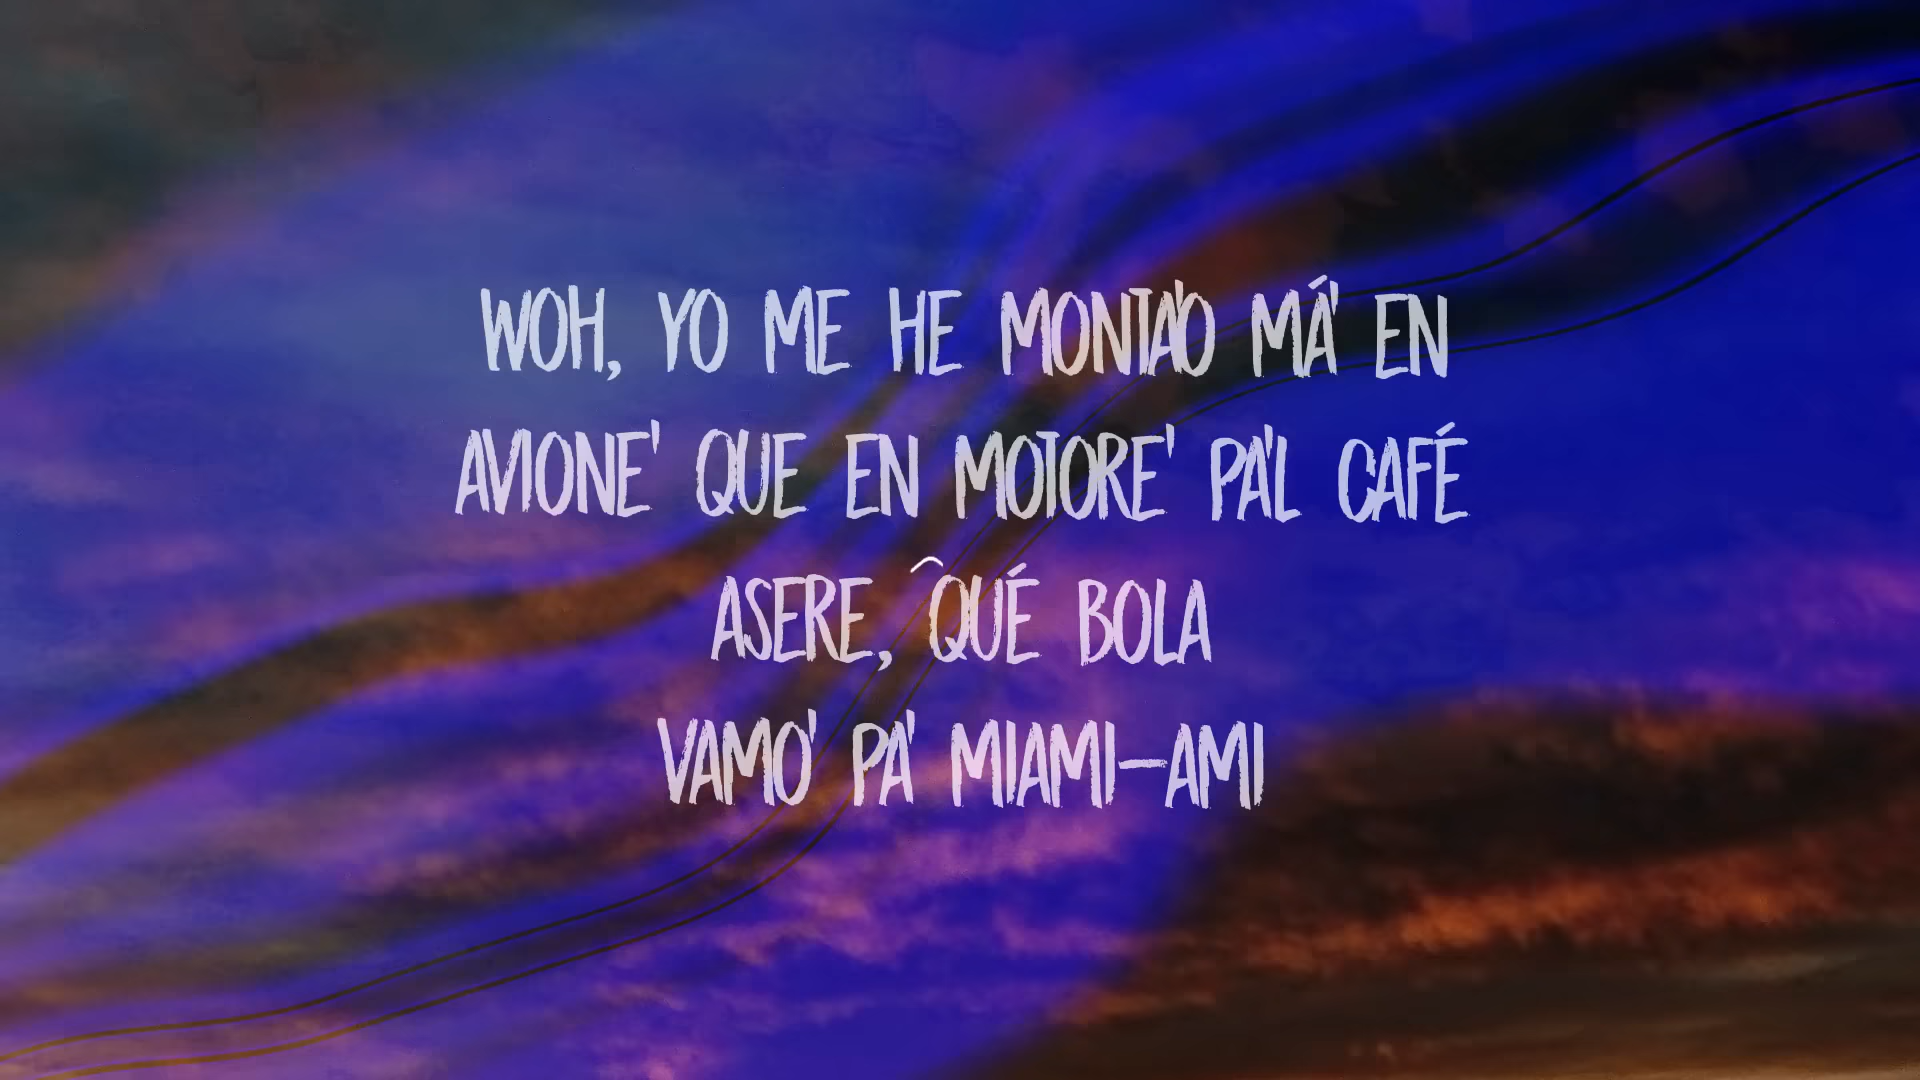 WOH, YO ME HE MONTA'O MÁ' EN
AVIONE' QUE EN MOTORE' PA'L CAFÉ
ASERE, QUÉ BOLA
VAMO' PA' MIAMI-AMI